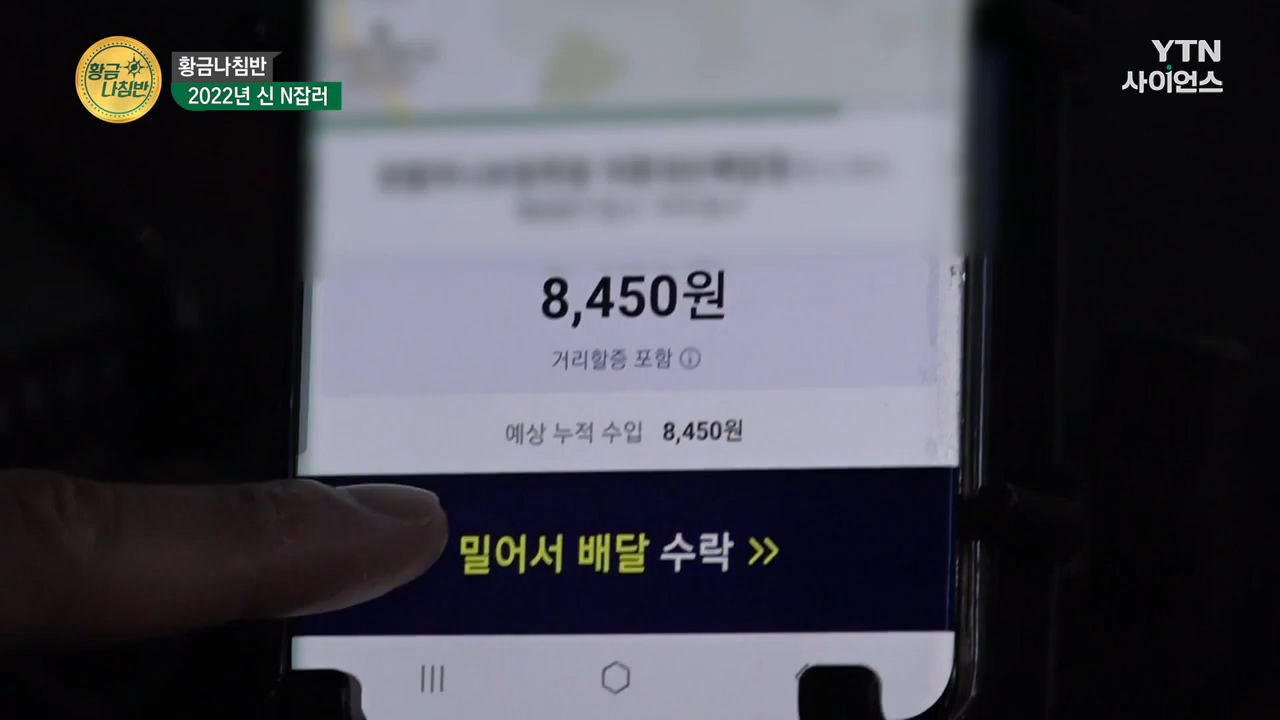 황금
나침반
황금나침반
2022년 신 N잡러
YTN
사이언스
8,450원
거리할증 포함 ⓘ
예상 누적 수입 8,450원
밀어서 배달 수락 >>